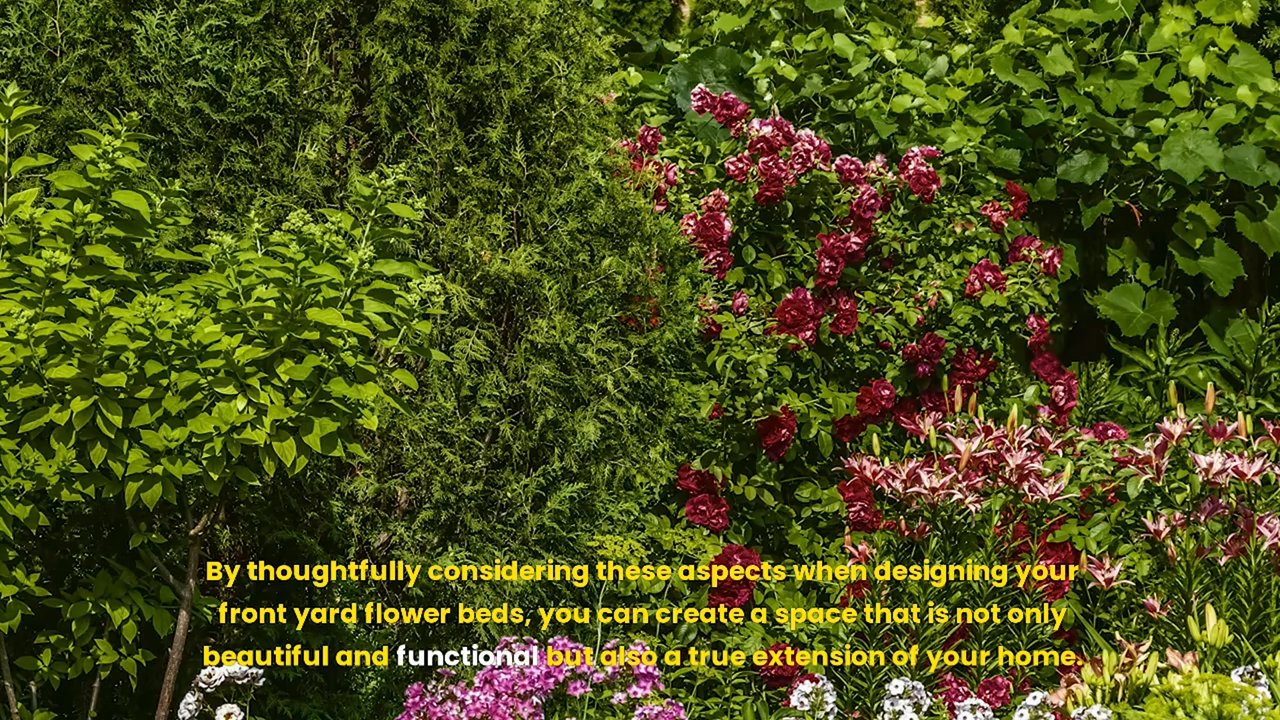 By thoughtfully considering these aspects when designing your
front yard flower beds, you can create a space that is not only
beautiful and functional but also a true extension of your home.